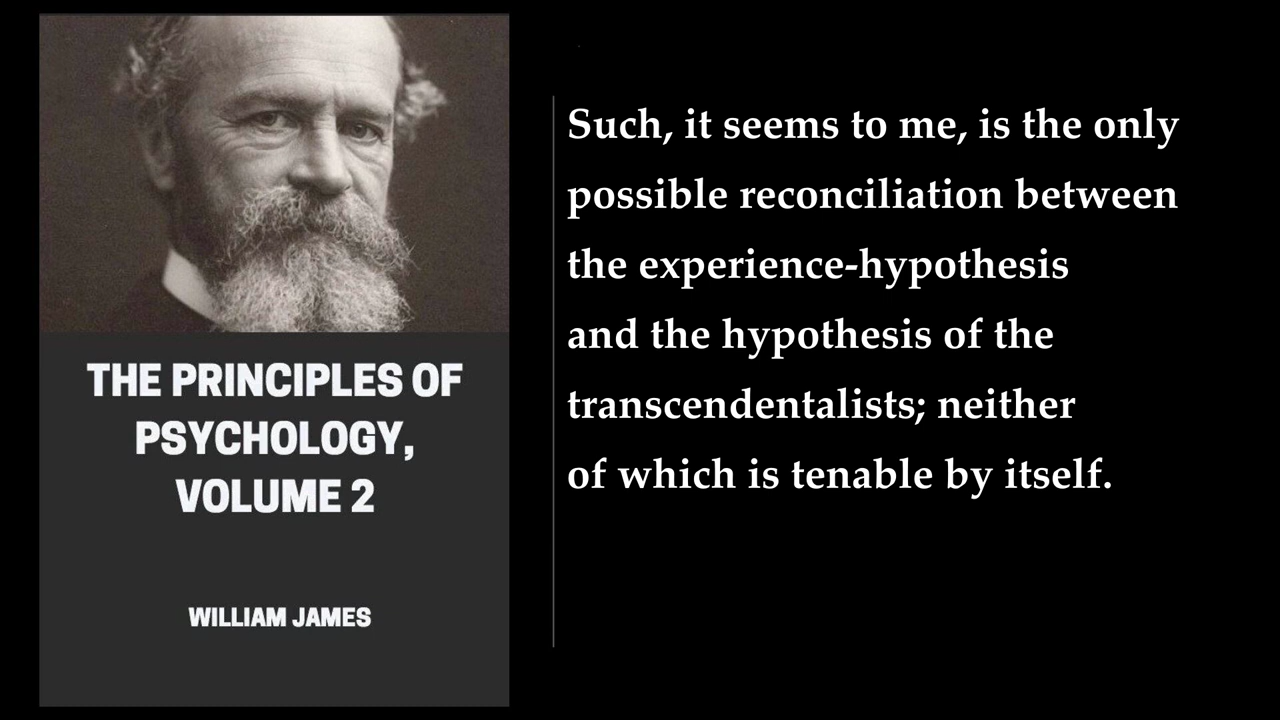 THE PRINCIPLES OF
PSYCHOLOGY,
VOLUME 2
WILLIAM JAMES
Such, it seems to me, is the only
possible reconciliation between
the experience-hypothesis
and the hypothesis of the
transcendentalists; neither
of which is tenable by itself.